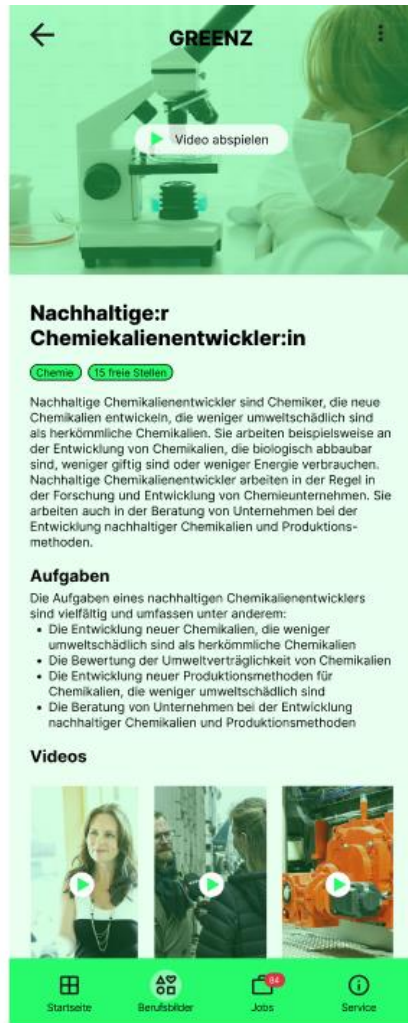 GREENZ
Video abspielen
Nachhaltige:r
Chemiekalienentwickler:in
Chemie
15 freie Stellen
Nachhaltige Chemikalienentwickler sind Chemiker, die neue
Chemikalien entwickeln, die weniger umweltschädlich sind
als herkömmliche Chemikalien. Sie arbeiten beispielsweise an
der Entwicklung von Chemikalien, die biologisch abbaubar
sind, weniger giftig sind oder weniger Energie verbrauchen.
Nachhaltige Chemikalienentwickler arbeiten in der Regel in
der Forschung und Entwicklung von Chemieunternehmen. Sie
arbeiten auch in der Beratung von Unternehmen bei der
Entwicklung nachhaltiger Chemikalien und Produktions-
methoden.
Aufgaben
Die Aufgaben eines nachhaltigen Chemikalienentwicklers
sind vielfältig und umfassen unter anderem:
• Die Entwicklung neuer Chemikalien, die weniger
umweltschädlich sind als herkömmliche Chemikalien
• Die Bewertung der Umweltverträglichkeit von Chemikalien
• Die Entwicklung neuer Produktionsmethoden für
Chemikalien, die weniger umweltschädlich sind
• Die Beratung von Unternehmen bei der Entwicklung
nachhaltiger Chemikalien und Produktionsmethoden
Videos
84
Startseite
Berufsbilder
Jobs
Service